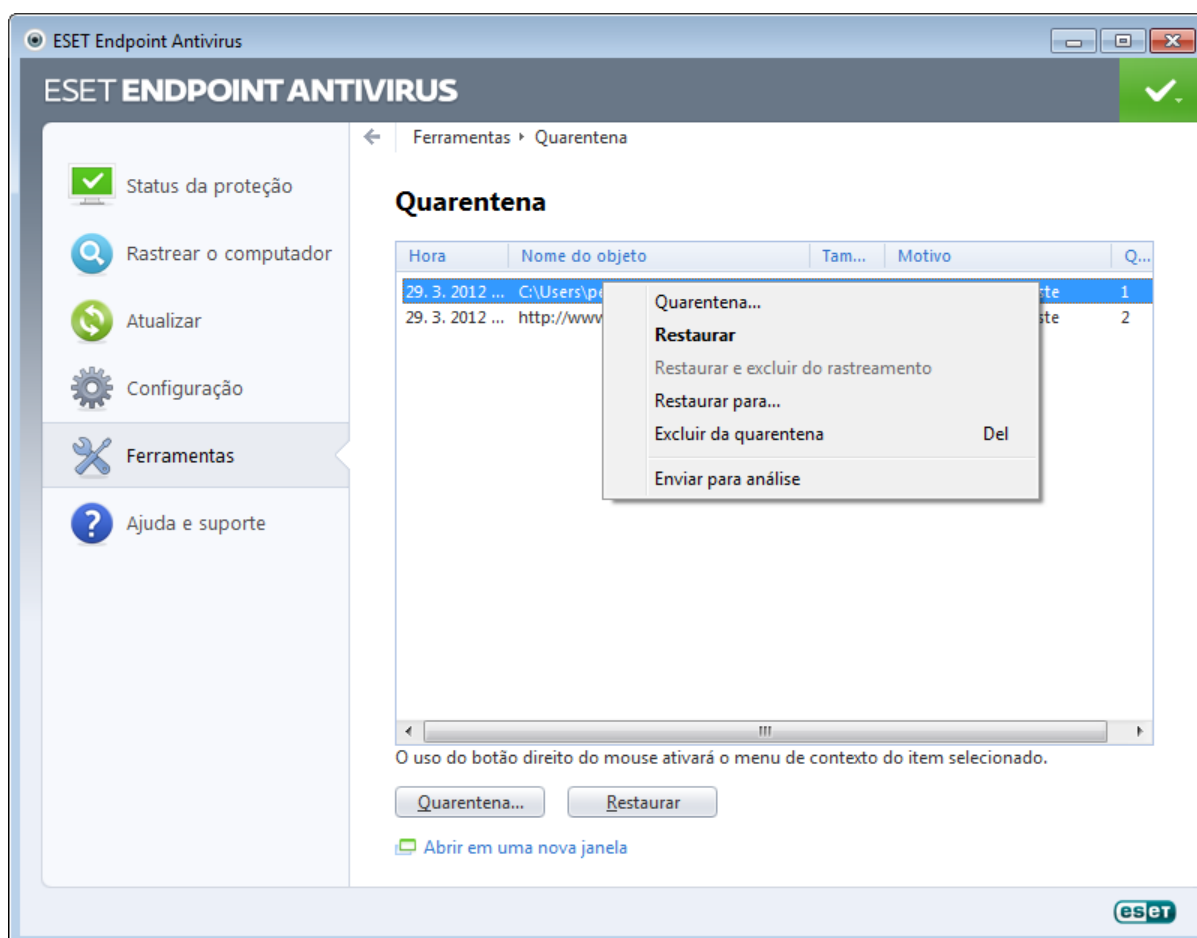 ESET Endpoint Antivirus
ESET ENDPOINT ANTIVIRUS
Ferramentas Quarentena
Status da proteção
Rastrear o computador
Atualizar
Configuração
Ferramentas
Ajuda e suporte
Quarentena
Hora Nome do objeto Tam... Motivo Q...
29. 3. 2012 ... C:\Users\pe ste 1
29. 3. 2012 ... http://www ste 2
Quarentena...
Restaurar
Restaurar e excluir do rastreamento
Restaurar para...
Excluir da quarentena Del
Enviar para análise
O uso do botão direito do mouse ativará o menu de contexto do item selecionado.
Quarentena... Restaurar
Abrir em uma nova janela
eset